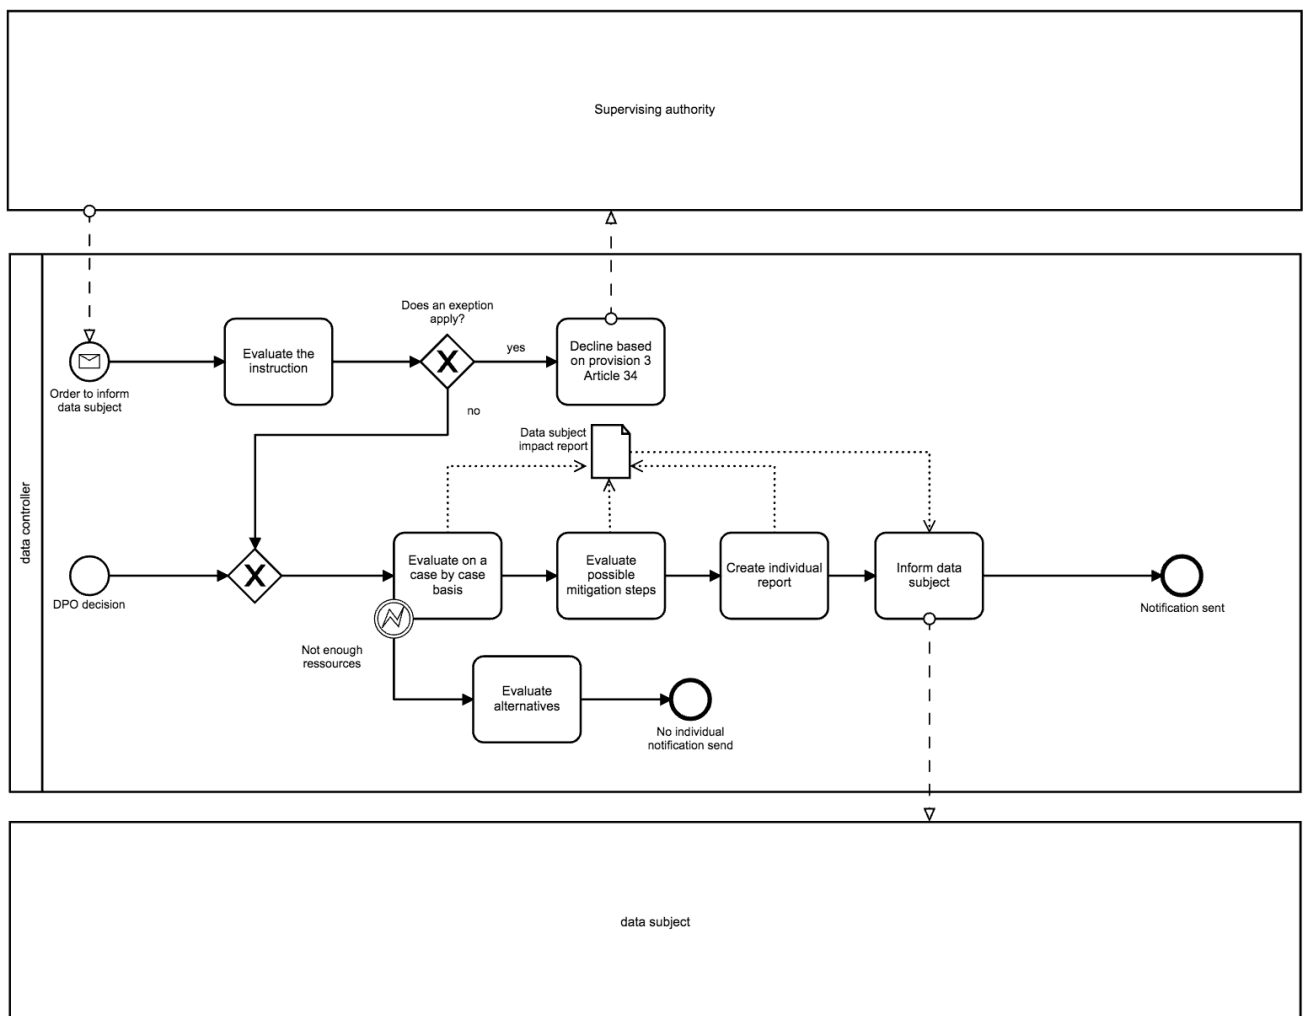 Supervising authority
Does an exeption
apply?
Evaluate the
instruction
yes
Decline based
on provision 3
Article 34
Order to inform
data subject
no
Data subject
impact report
data controller
Evaluate on a
case by case
basis
Evaluate
possible
mitigation steps
Create individual
report
Inform data
subject
DPO decision
Notification sent
Not enough
ressources
Evaluate
alternatives
No individual
notification send
data subject